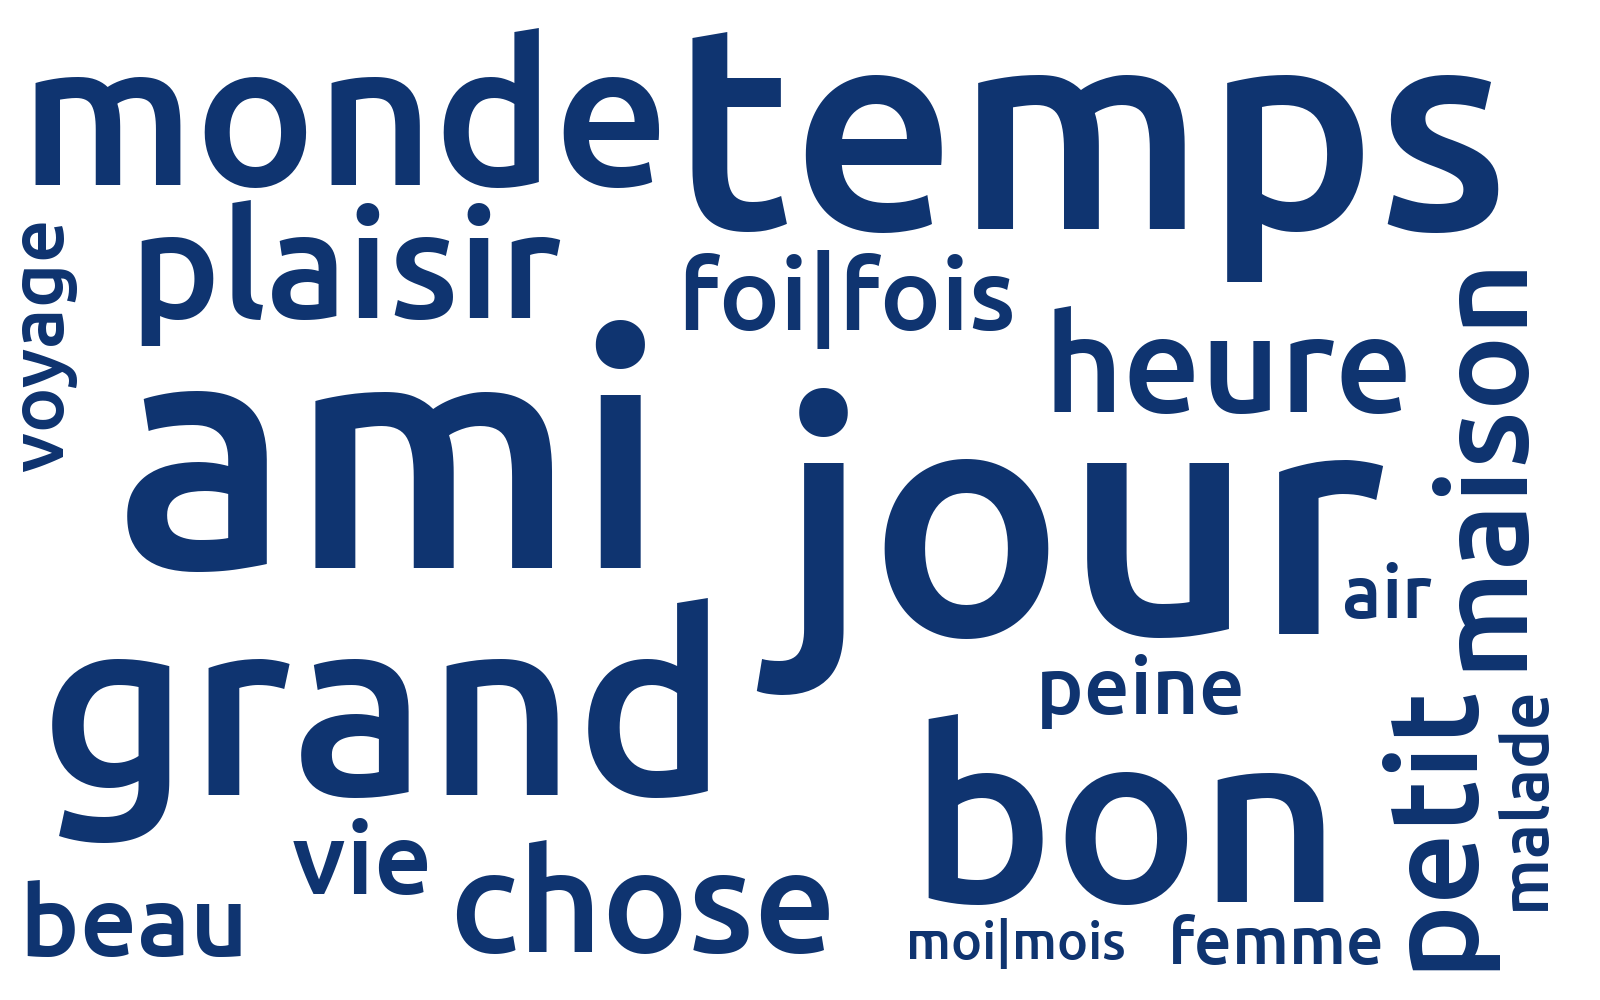 monde
temps
voyage
plaisir
foi|fois
heure
maison
ami
jour
air
grand
peine
petit
malade
bon
vie
chose
beau
moi|mois
femme